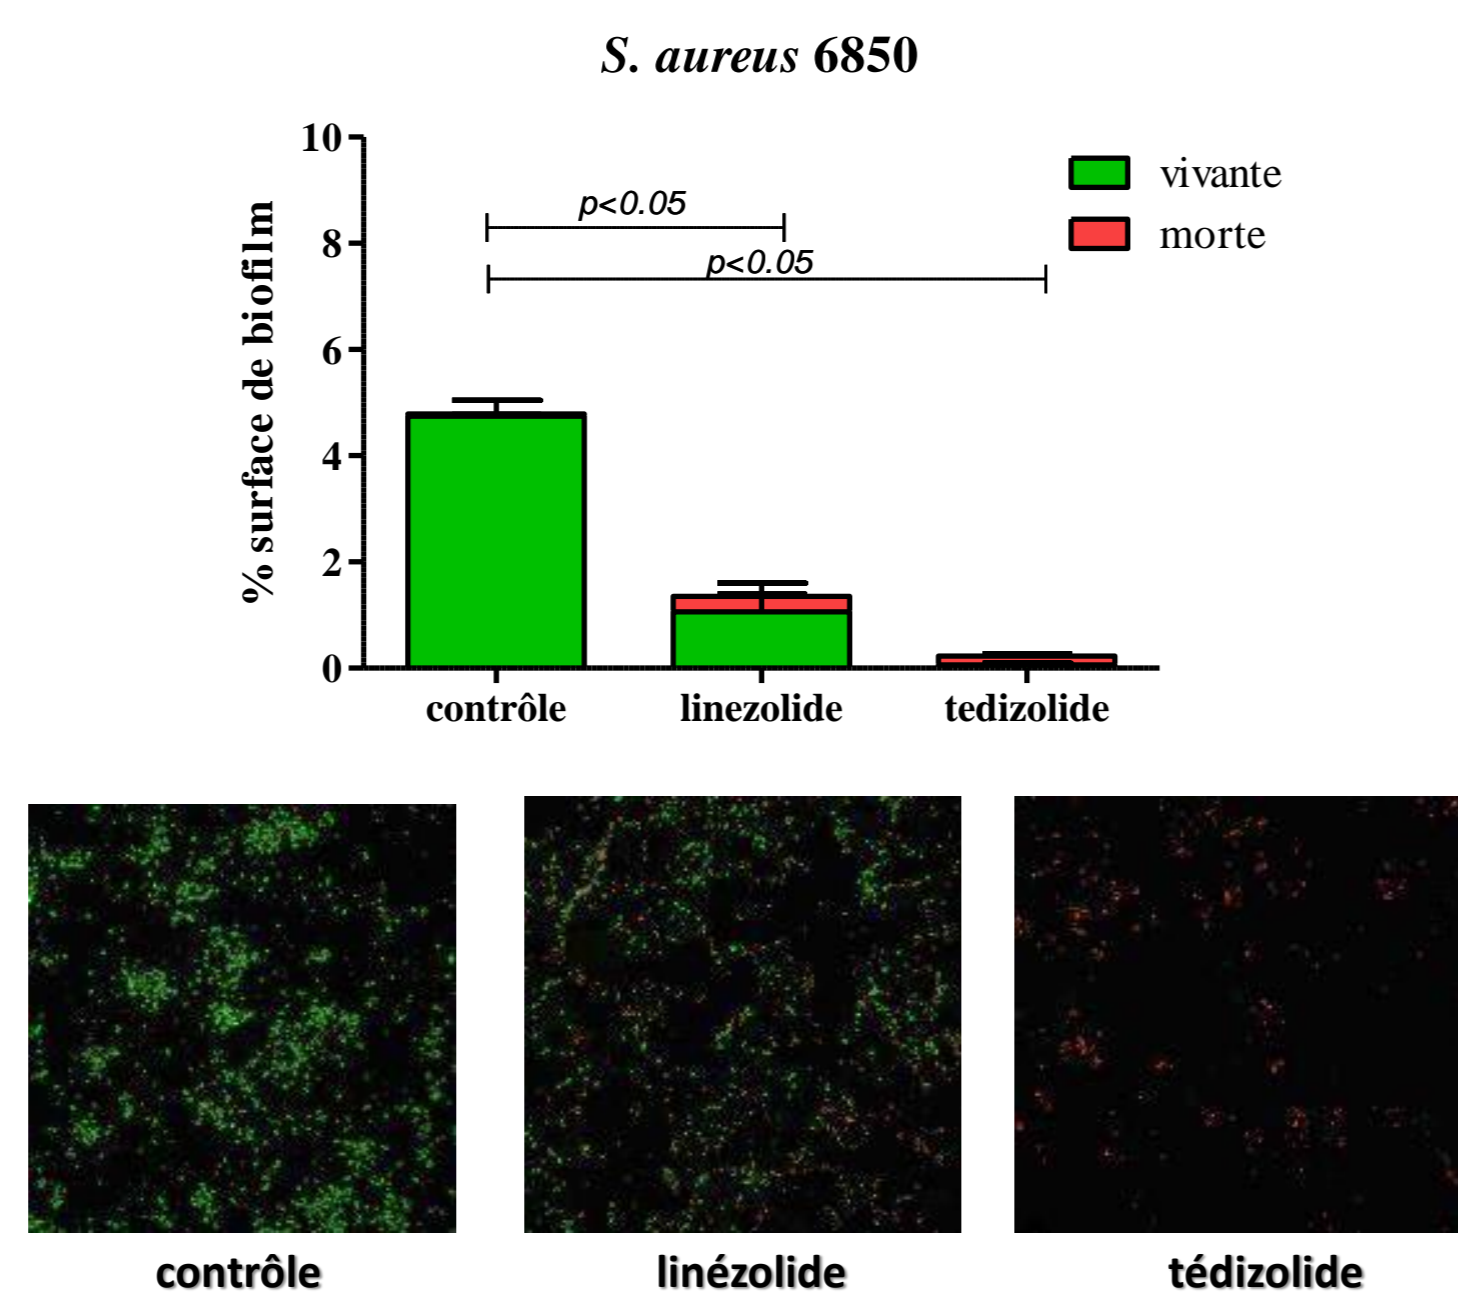 S. aureus 6850
10
8
6
4
2
0
% surface de biofilm
p<0.05
p<0.05
vivante
morte
contrôle linezolide tedizolide
contrôle linézolide tédizolide